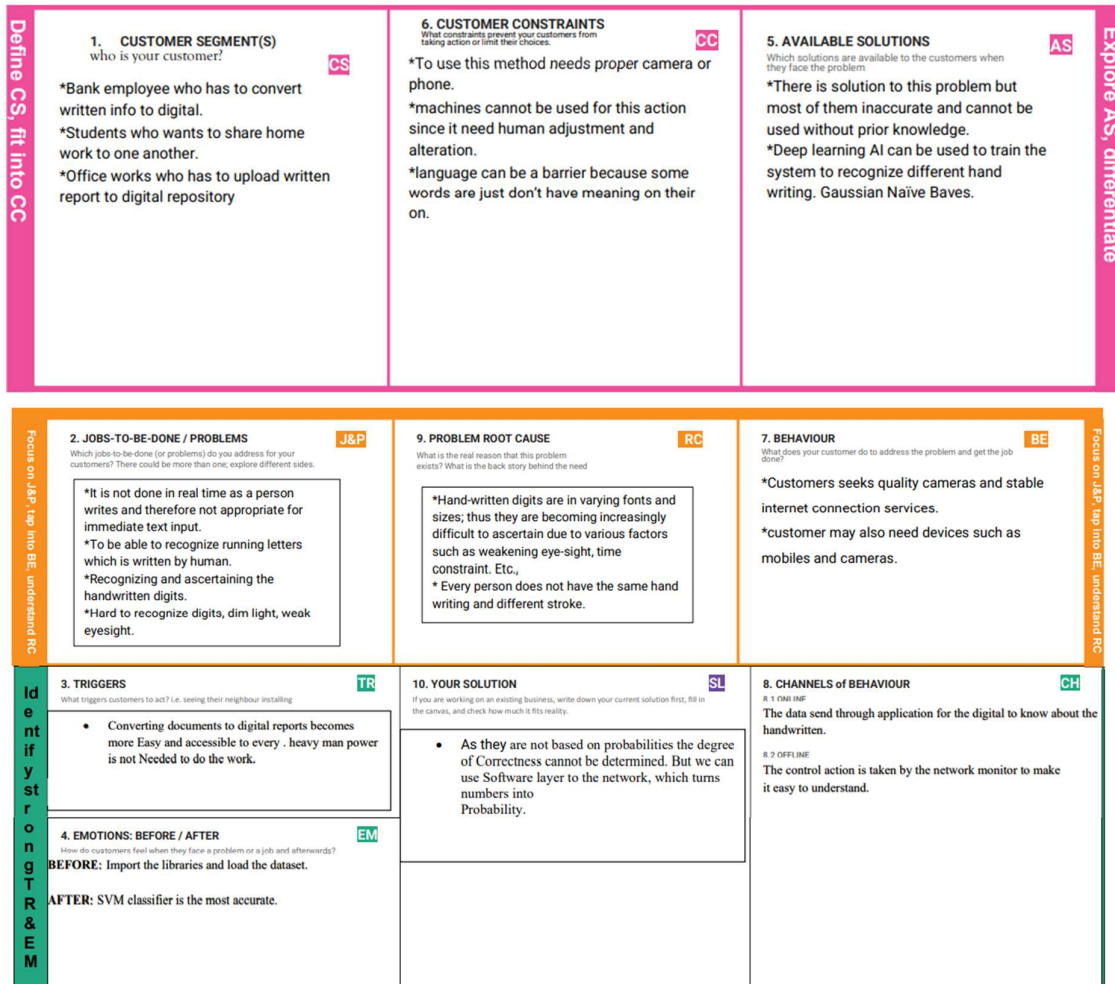 Define CS, fit into CC
1. CUSTOMER SEGMENT(S)
who is your customer?
CS
*Bank employee who has to convert
written info to digital.
*Students who wants to share home
work to one another.
*Office works who has to upload written
report to digital repository
6. CUSTOMER CONSTRAINTS
What constraints prevent your customers from
taking action or limit their choices.
CC
*To use this method needs proper camera or
phone.
*machines cannot be used for this action
since it need human adjustment and
alteration.
*language can be a barrier because some
words are just don't have meaning on their
on.
5. AVAILABLE SOLUTIONS
Which solutions are available to the customers when
they face the problem
AS
*There is solution to this problem but
most of them inaccurate and cannot be
used without prior knowledge.
*Deep learning AI can be used to train the
system to recognize different hand
writing. Gaussian Naïve Baves.
Explore AS, differentiate
Focus on J&P, tap into BE, understand RC
2. JOBS-TO-BE-DONE / PROBLEMS
J&P
Which jobs-to-be-done (or problems) do you address for your
customers? There could be more than one; explore different sides.
*It is not done in real time as a person
writes and therefore not appropriate for
immediate text input.
*To be able to recognize running letters
which is written by human.
*Recognizing and ascertaining the
handwritten digits.
*Hard to recognize digits, dim light, weak
eyesight.
9. PROBLEM ROOT CAUSE
RC
What is the real reason that this problem
exists? What is the back story behind the need
*Hand-written digits are in varying fonts and
sizes; thus they are becoming increasingly
difficult to ascertain due to various factors
such as weakening eye-sight, time
constraint. Etc.,
* Every person does not have the same hand
writing and different stroke.
7. BEHAVIOUR
BE
What does your customer do to address the problem and get the job
done?
*Customers seeks quality cameras and stable
internet connection services.
*customer may also need devices such as
mobiles and cameras.
Focus on J&P, tap into BE, understand RC
Identify strong TR & EM
3. TRIGGERS
TR
What triggers customers to act? i.e. seeing their neighbour installing
• Converting documents to digital reports becomes
more Easy and accessible to every . heavy man power
is not Needed to do the work.
4. EMOTIONS: BEFORE / AFTER
EM
How do customers feel when they face a problem or a job and afterwards?
BEFORE: Import the libraries and load the dataset.
AFTER: SVM classifier is the most accurate.
10. YOUR SOLUTION
SL
If you are working on an existing business, write down your current solution first, fill in
the canvas, and check how much it fits reality.
• As they are not based on probabilities the degree
of Correctness cannot be determined. But we can
use Software layer to the network, which turns
numbers into
Probability.
8. CHANNELS of BEHAVIOUR
CH
8.1 ONLINE
The data send through application for the digital to know about the
handwritten.
8.2 OFFLINE
The control action is taken by the network monitor to make
it easy to understand.